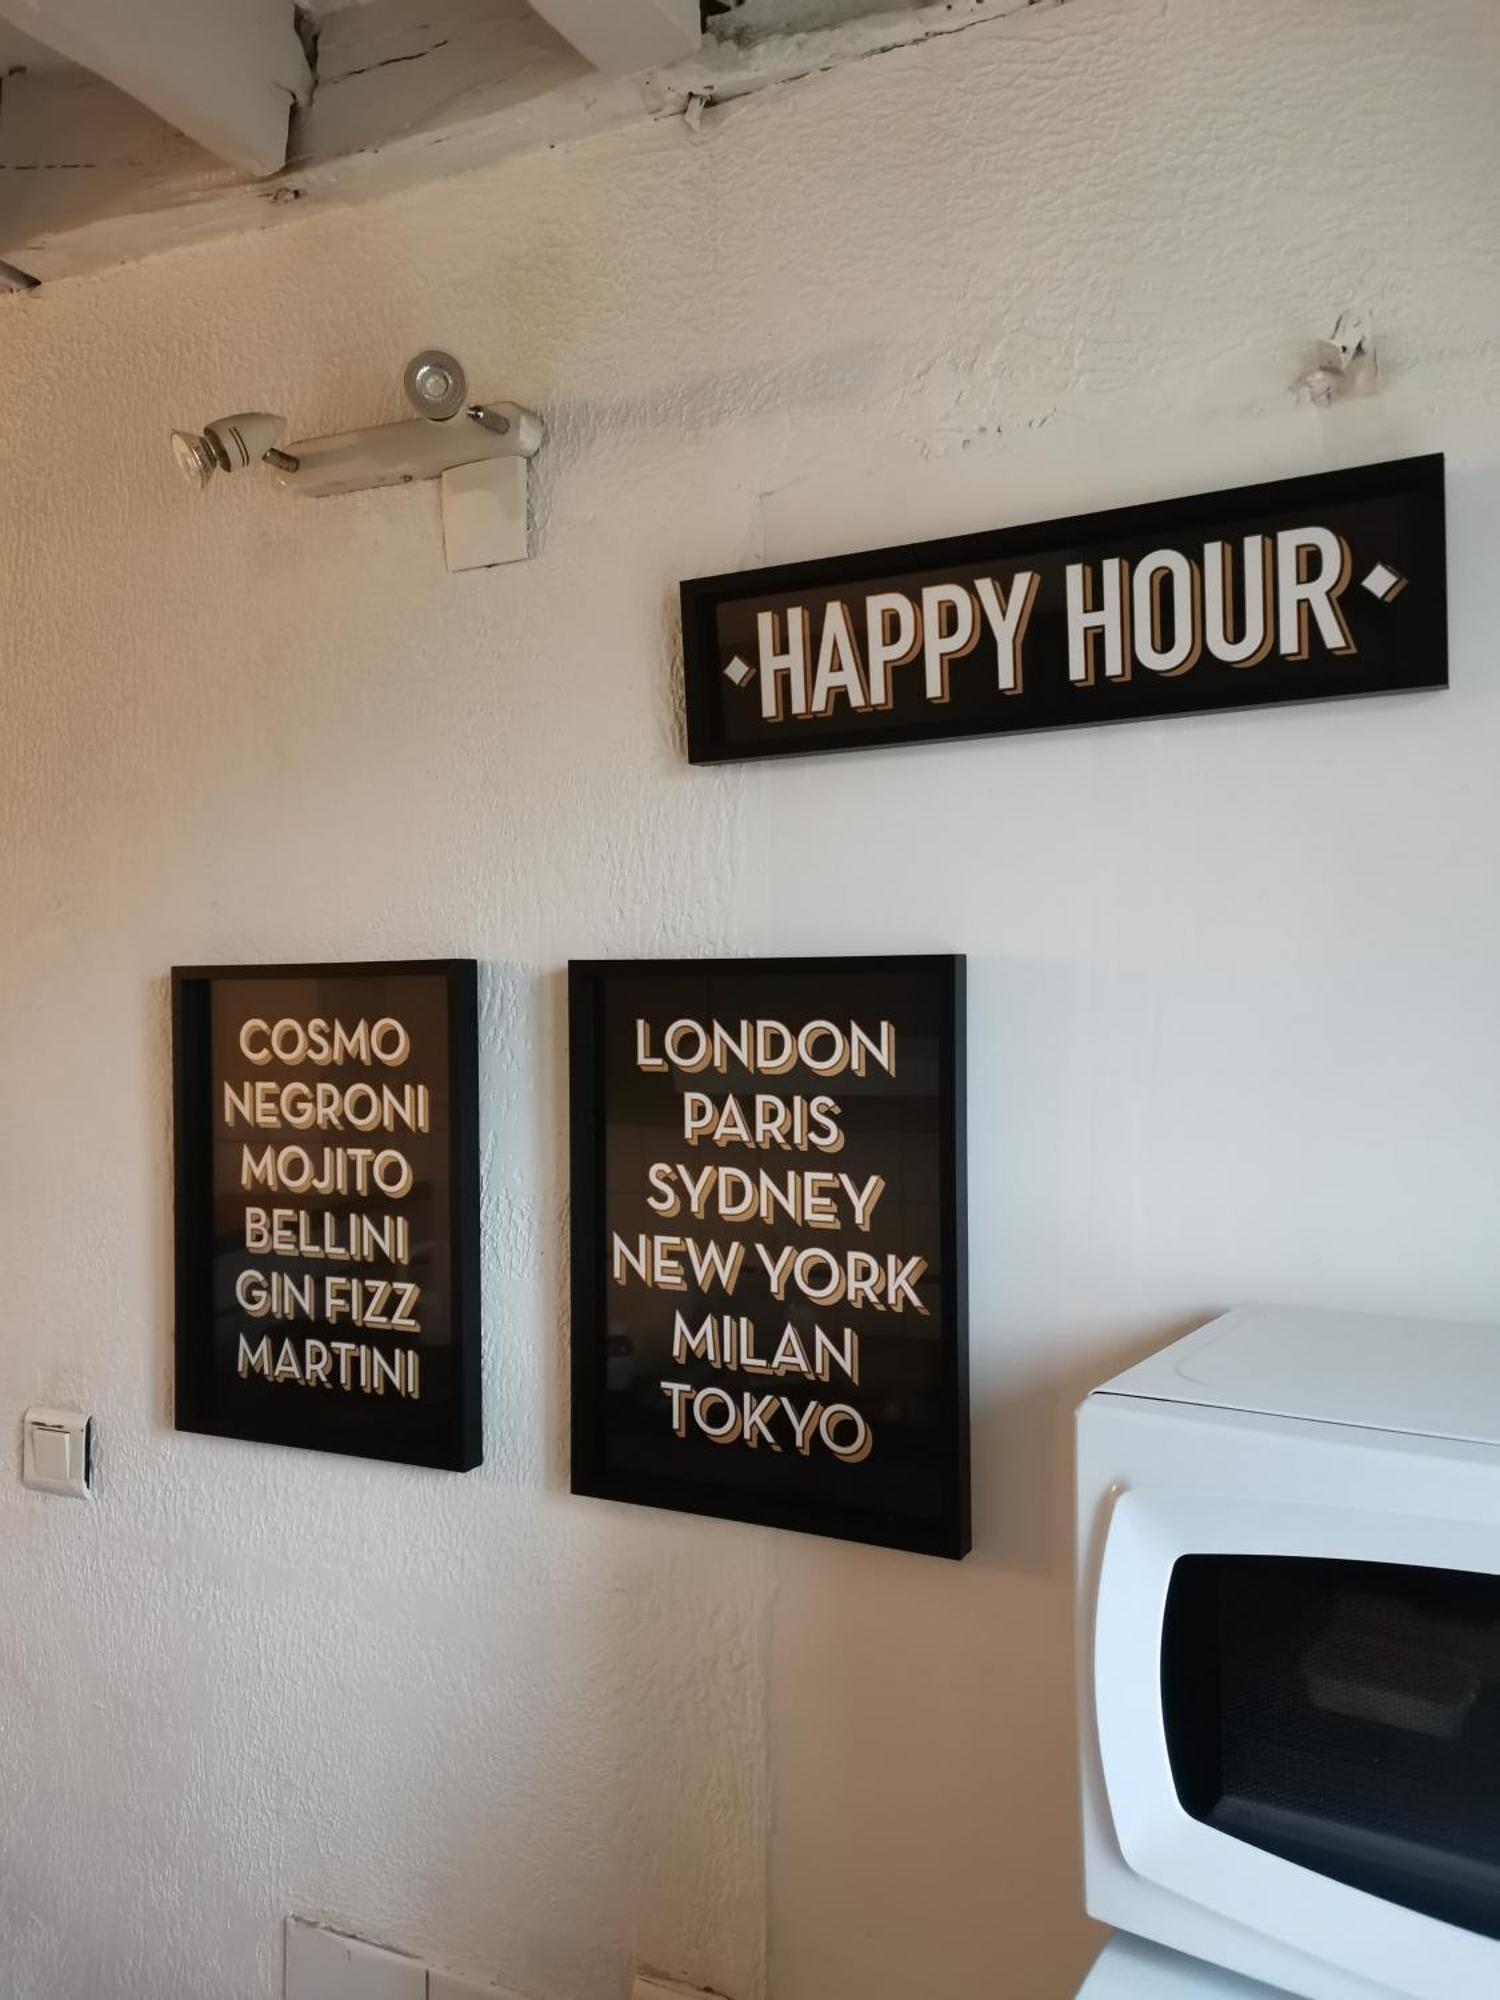 HAPPY HOUR
COSMO
NEGRONI
MOJITO
BELLINI
GIN FIZZ
MARTINI
LONDON
PARIS
SYDNEY
NEW YORK
MILAN
TOKYO